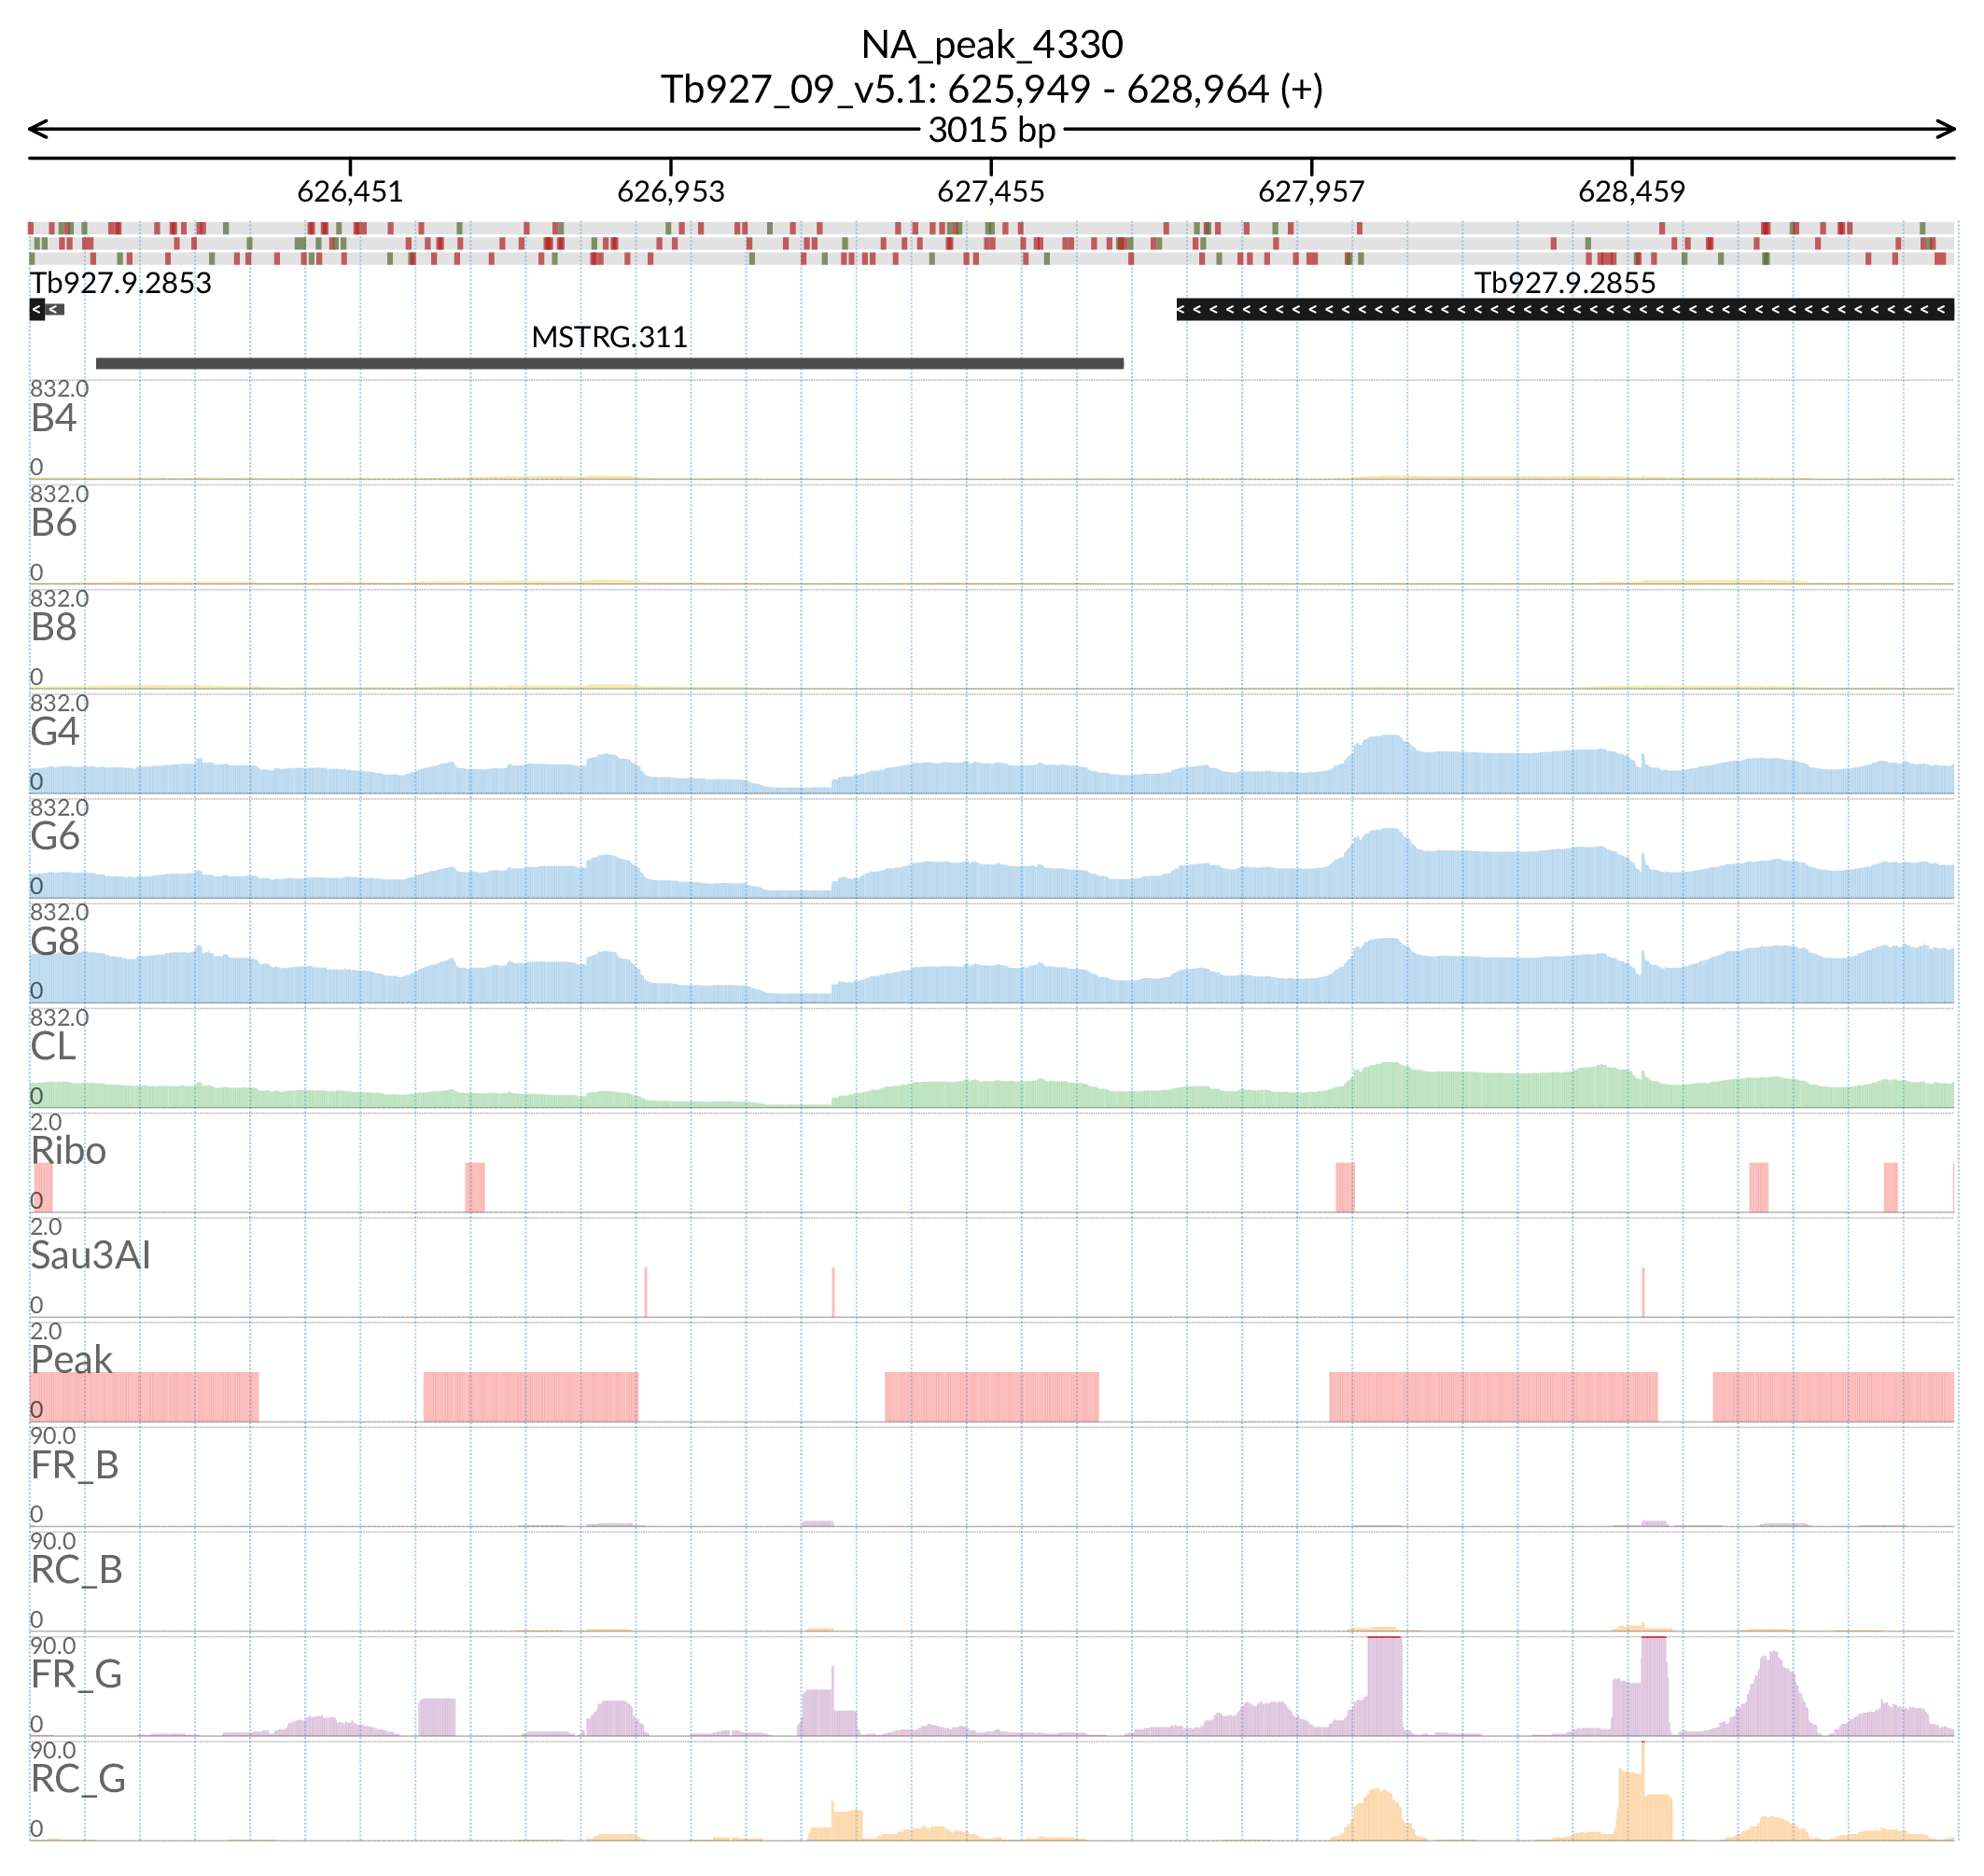 NA_peak_4330
Tb927_09_v5.1: 625,949 - 628,964 (+)
3015 bp
626,451 626,953 627,455 627,957 628,459
Tb927.9.2853 Tb927.9.2855
< < < < < < < < < < < < < < < < < < < < < < < < < < < < < < < < < < < < < < < < < < < < < < < < <
MSTRG.311
832.0
B4
0
832.0
B6
0
832.0
B8
0
832.0
G4
0
832.0
G6
0
832.0
G8
0
832.0
CL
0
2.0
Ribo
0
2.0
Sau3AI
0
2.0
Peak
0
90.0
FR_B
0
90.0
RC_B
0
90.0
FR_G
0
90.0
RC_G
0